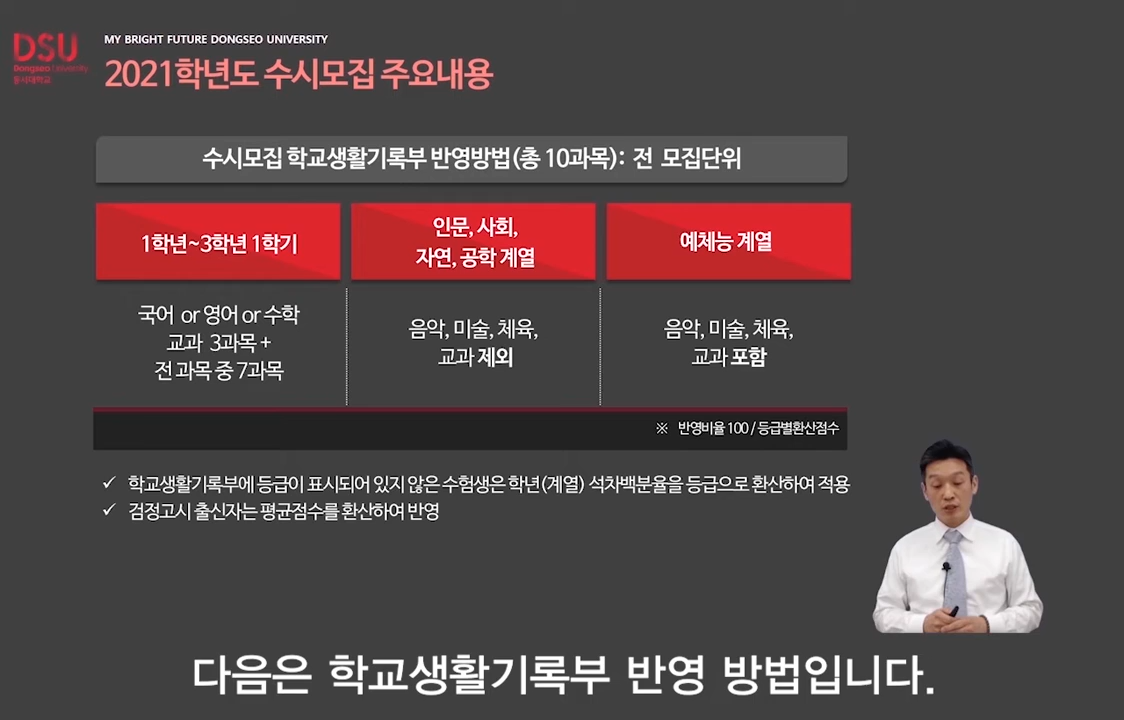 DSU
Dongseo University
동서대학교
MY BRIGHT FUTURE DONGSEO UNIVERSITY
2021학년도 수시모집 주요내용
수시모집 학교생활기록부 반영방법(총 10과목): 전 모집단위
1학년~3학년 1학기
인문, 사회,
자연, 공학 계열
예체능 계열
국어 or 영어 or 수학
교과 3과목 +
전 과목 중 7과목
음악, 미술, 체육,
교과 제외
음악, 미술, 체육,
교과 포함
※ 반영비율 100 / 등급별환산점수
✓ 학교생활기록부에 등급이 표시되어 있지 않은 수험생은 학년(계열) 석차백분율을 등급으로 환산하여 적용
✓ 검정고시 출신자는 평균점수를 환산하여 반영
다음은 학교생활기록부 반영 방법입니다.